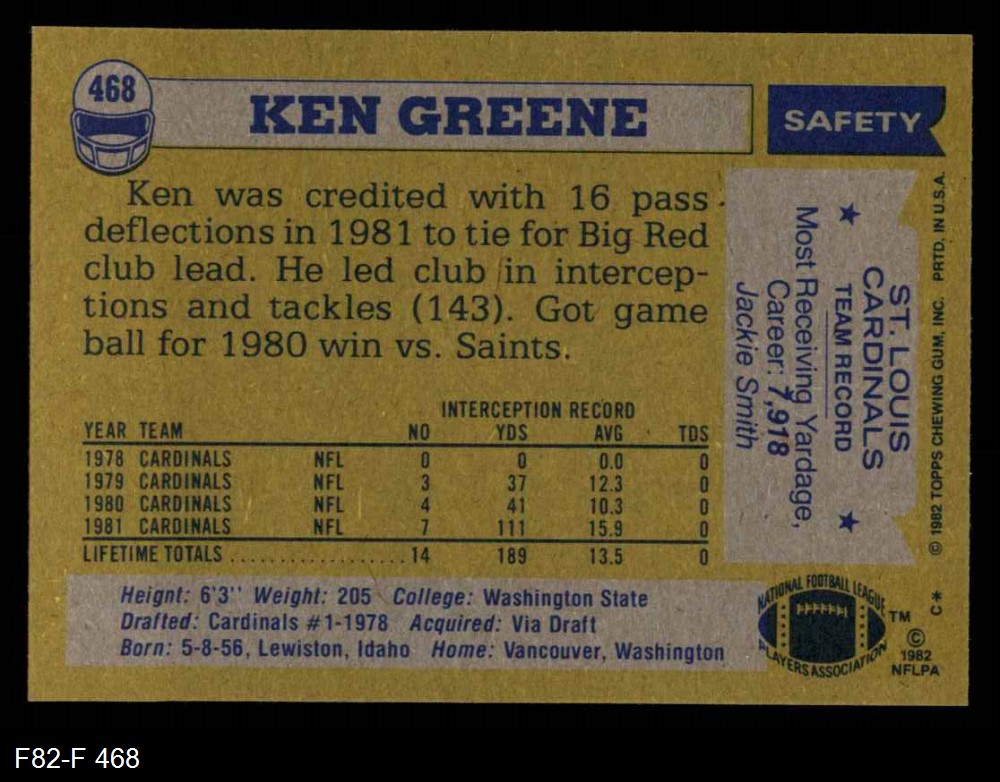 468
KEN GREENE
SAFETY
Ken was credited with 16 pass
deflections in 1981 to tie for Big Red
club lead. He led club in intercep-
tions and tackles (143). Got game
ball for 1980 win vs. Saints.
INTERCEPTION RECORD
YEAR TEAM NO YDS AVG TDS
1978 CARDINALS NFL 0 0 0.0 0
1979 CARDINALS NFL 3 37 12.3 0
1980 CARDINALS NFL 4 41 10.3 0
1981 CARDINALS NFL 7 111 15.9 0
LIFETIME TOTALS .................. 14 189 13.5 0
Heignt: 6'3'' Weight: 205 College: Washington State
Drafted: Cardinals #1-1978 Acquired: Via Draft
Born: 5-8-56, Lewiston, Idaho Home: Vancouver, Washington
ST. LOUIS
CARDINALS
★ TEAM RECORD ★
Most Receiving Yardage,
Career: 7,918
Jackie Smith
© 1982 TOPPS CHEWING GUM, INC. PRTD. IN U.S.A.
NATIONAL FOOTBALL LEAGUE
PLAYERS ASSOCIATION
TM
C*
©
1982
NFLPA
F82-F 468